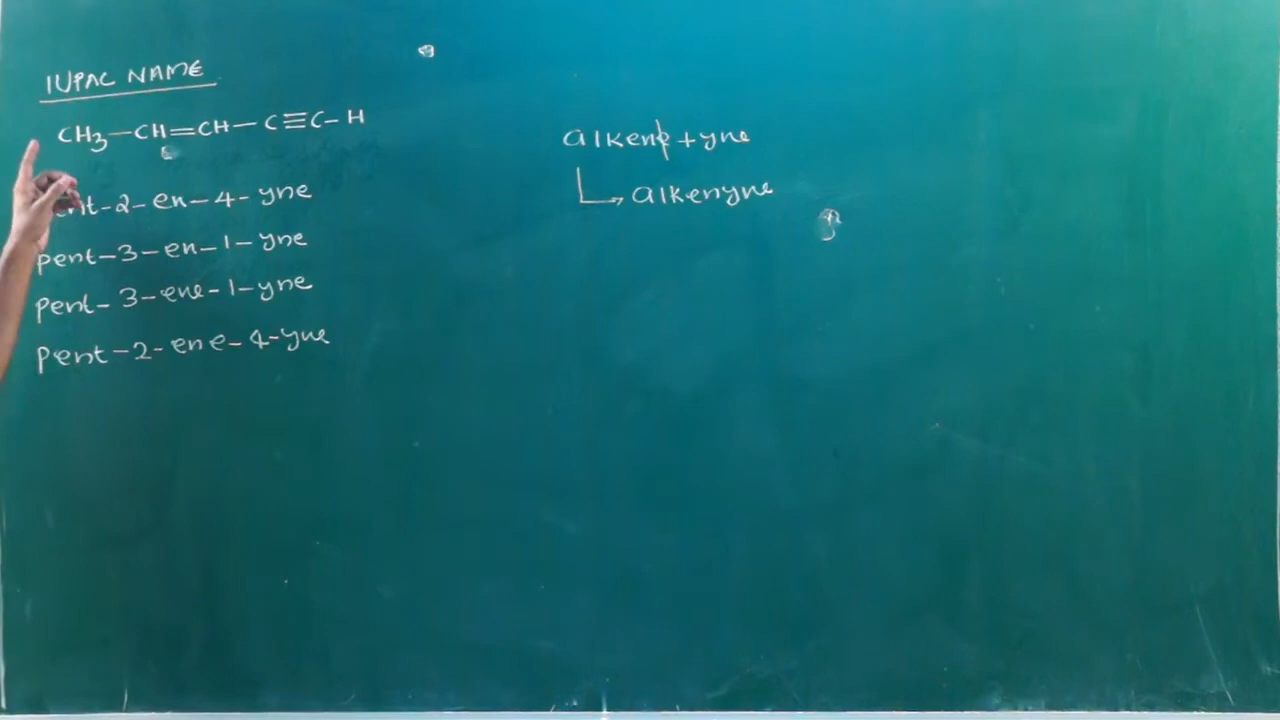 IUPAC NAME
CH3—CH=CH—C≡C—H
-2-en-4-yne
pent-3-en-1-yne
pent-3-ene-1-yne
pent-2-ene-4-yne
alkene+yne
alkenyne